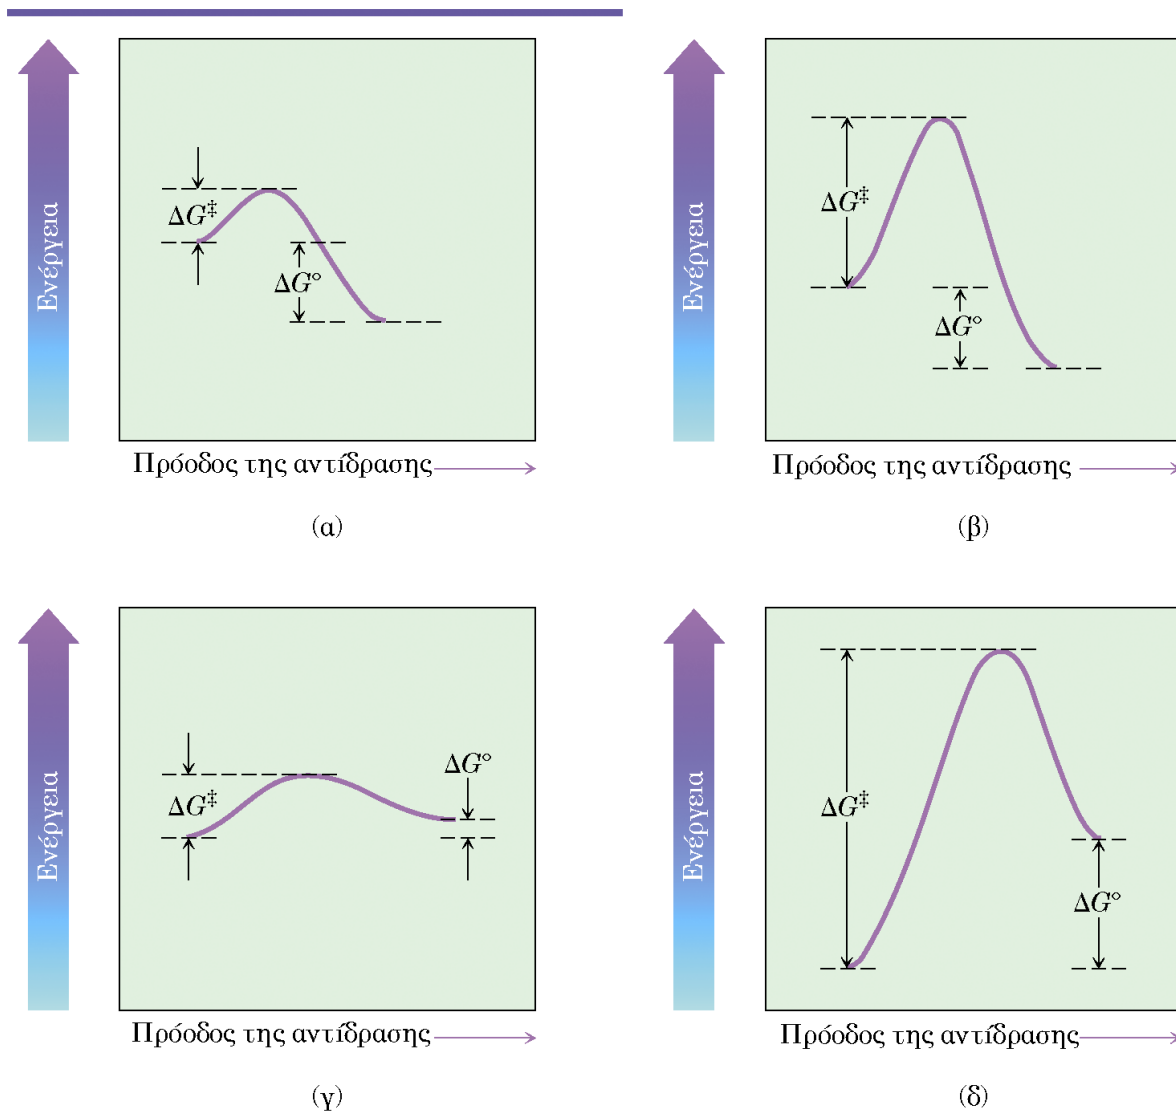 Ενέργεια
ΔG‡
ΔG°
Πρόοδος της αντίδρασης
(α)
Ενέργεια
ΔG‡
ΔG°
Πρόοδος της αντίδρασης
(β)
Ενέργεια
ΔG‡
ΔG°
Πρόοδος της αντίδρασης
(γ)
Ενέργεια
ΔG‡
ΔG°
Πρόοδος της αντίδρασης
(δ)